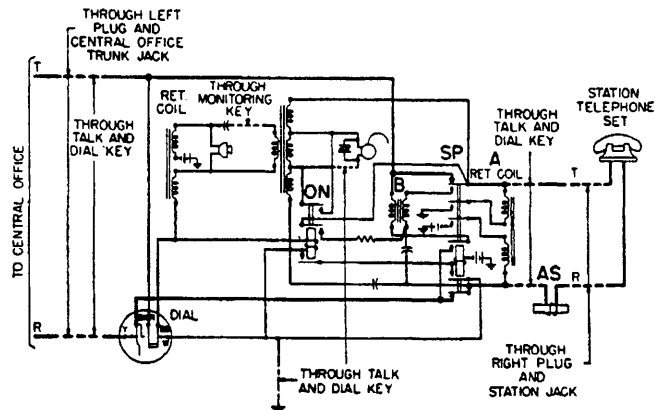 THROUGH LEFT
PLUG AND
CENTRAL OFFICE
TRUNK JACK
T
THROUGH
TALK AND
DIAL KEY
TO CENTRAL OFFICE
R
RET.
COIL
THROUGH
MONITORING
KEY
ON
B
SP
A
RET COIL
THROUGH
TALK AND
DIAL KEY
STATION
TELEPHONE
SET
T
AS
R
DIAL
THROUGH TALK
AND DIAL KEY
THROUGH
RIGHT PLUG
AND
STATION JACK